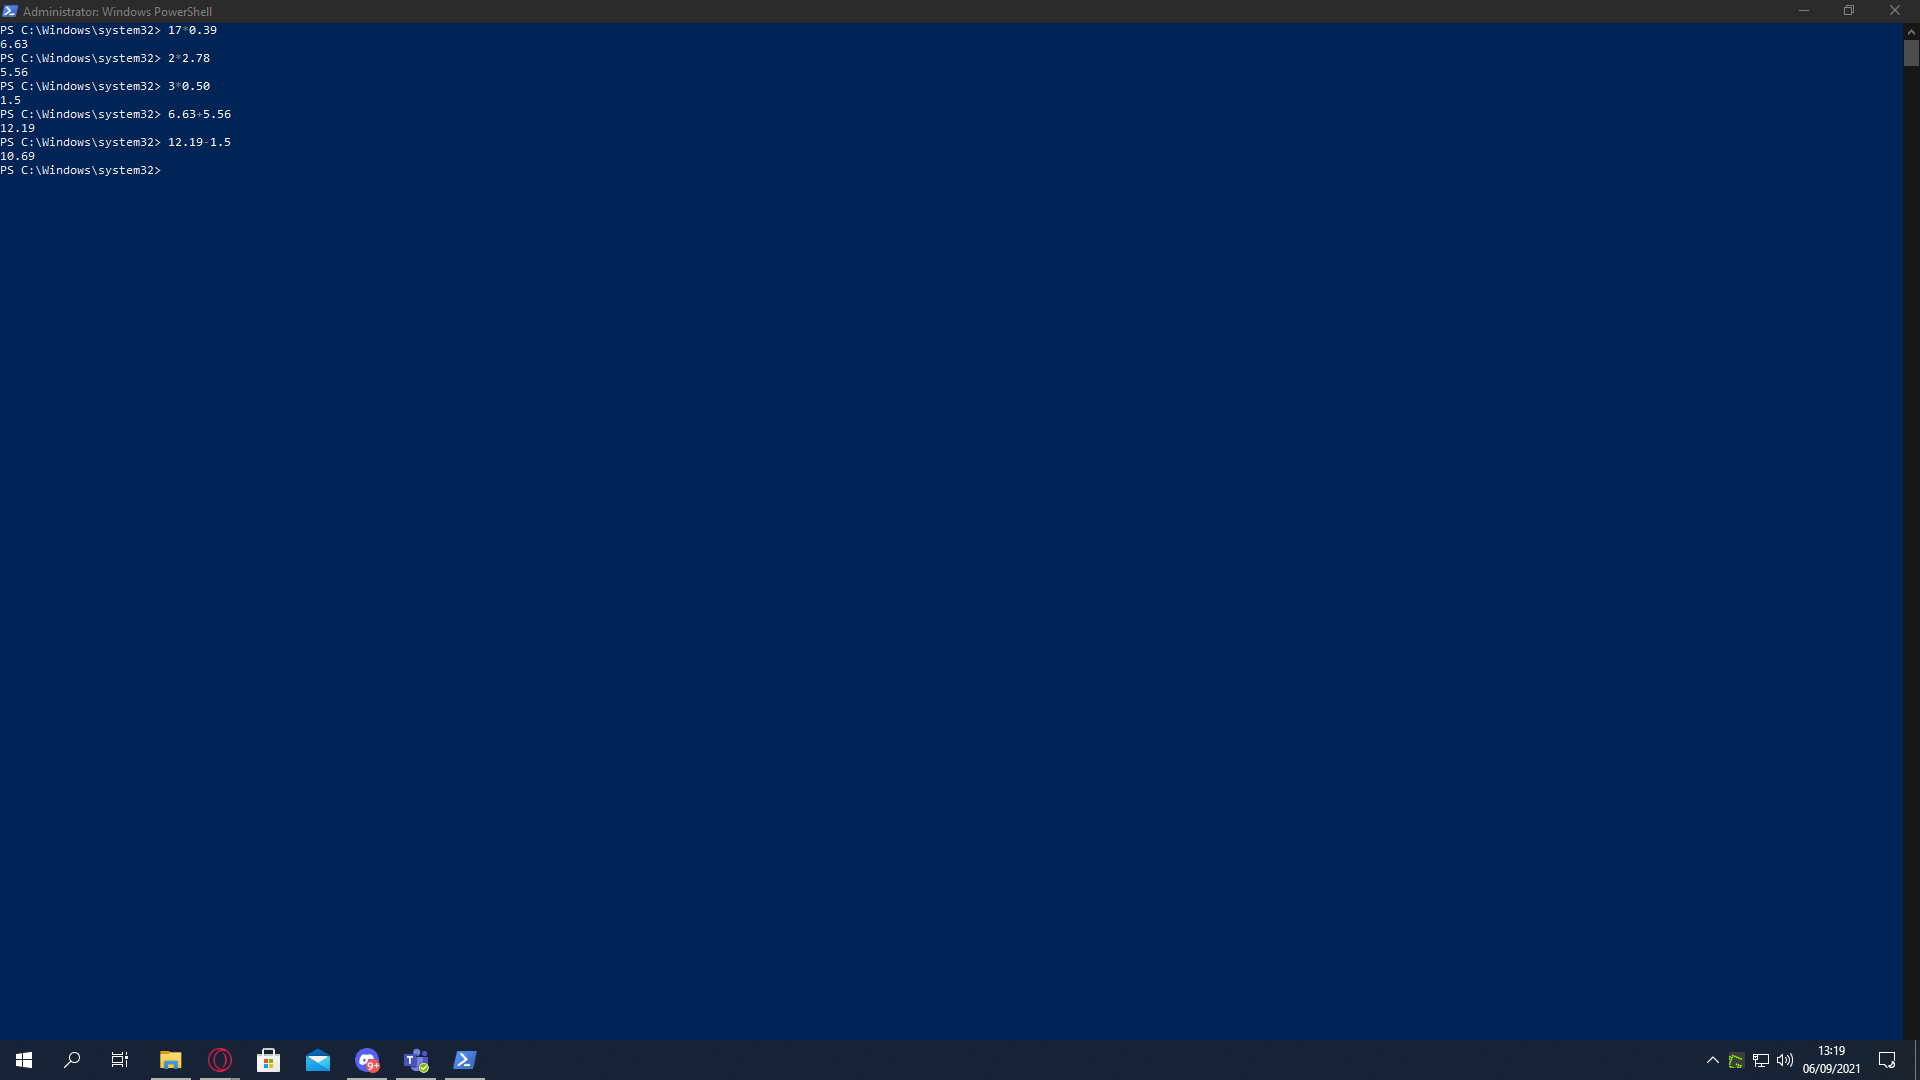 Administrator: Windows PowerShell
PS C:\Windows\system32> 17*0.39
6.63
PS C:\Windows\system32> 2*2.78
5.56
PS C:\Windows\system32> 3*0.50
1.5
PS C:\Windows\system32> 6.63+5.56
12.19
PS C:\Windows\system32> 12.19-1.5
10.69
PS C:\Windows\system32>
9+
T
13:19
06/09/2021